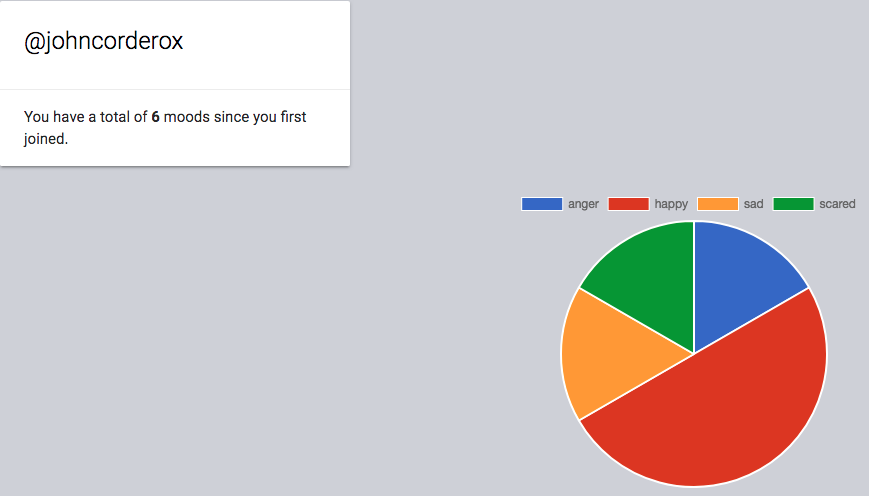 @johncorderox
You have a total of 6 moods since you first
joined.
anger happy sad scared